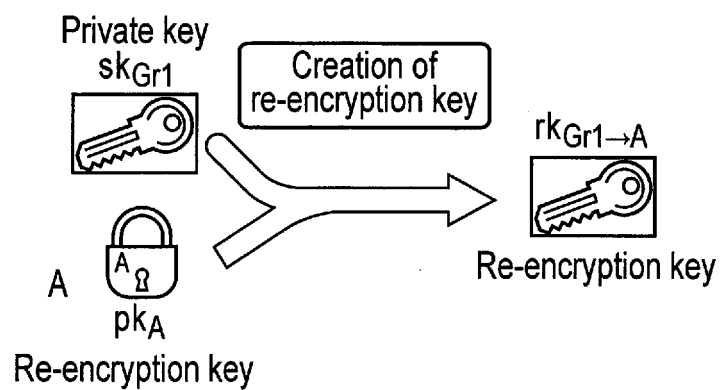 Private key
skGr1
Creation of
re-encryption key
rkGr1→A
Re-encryption key
A
A
pkA
Re-encryption key